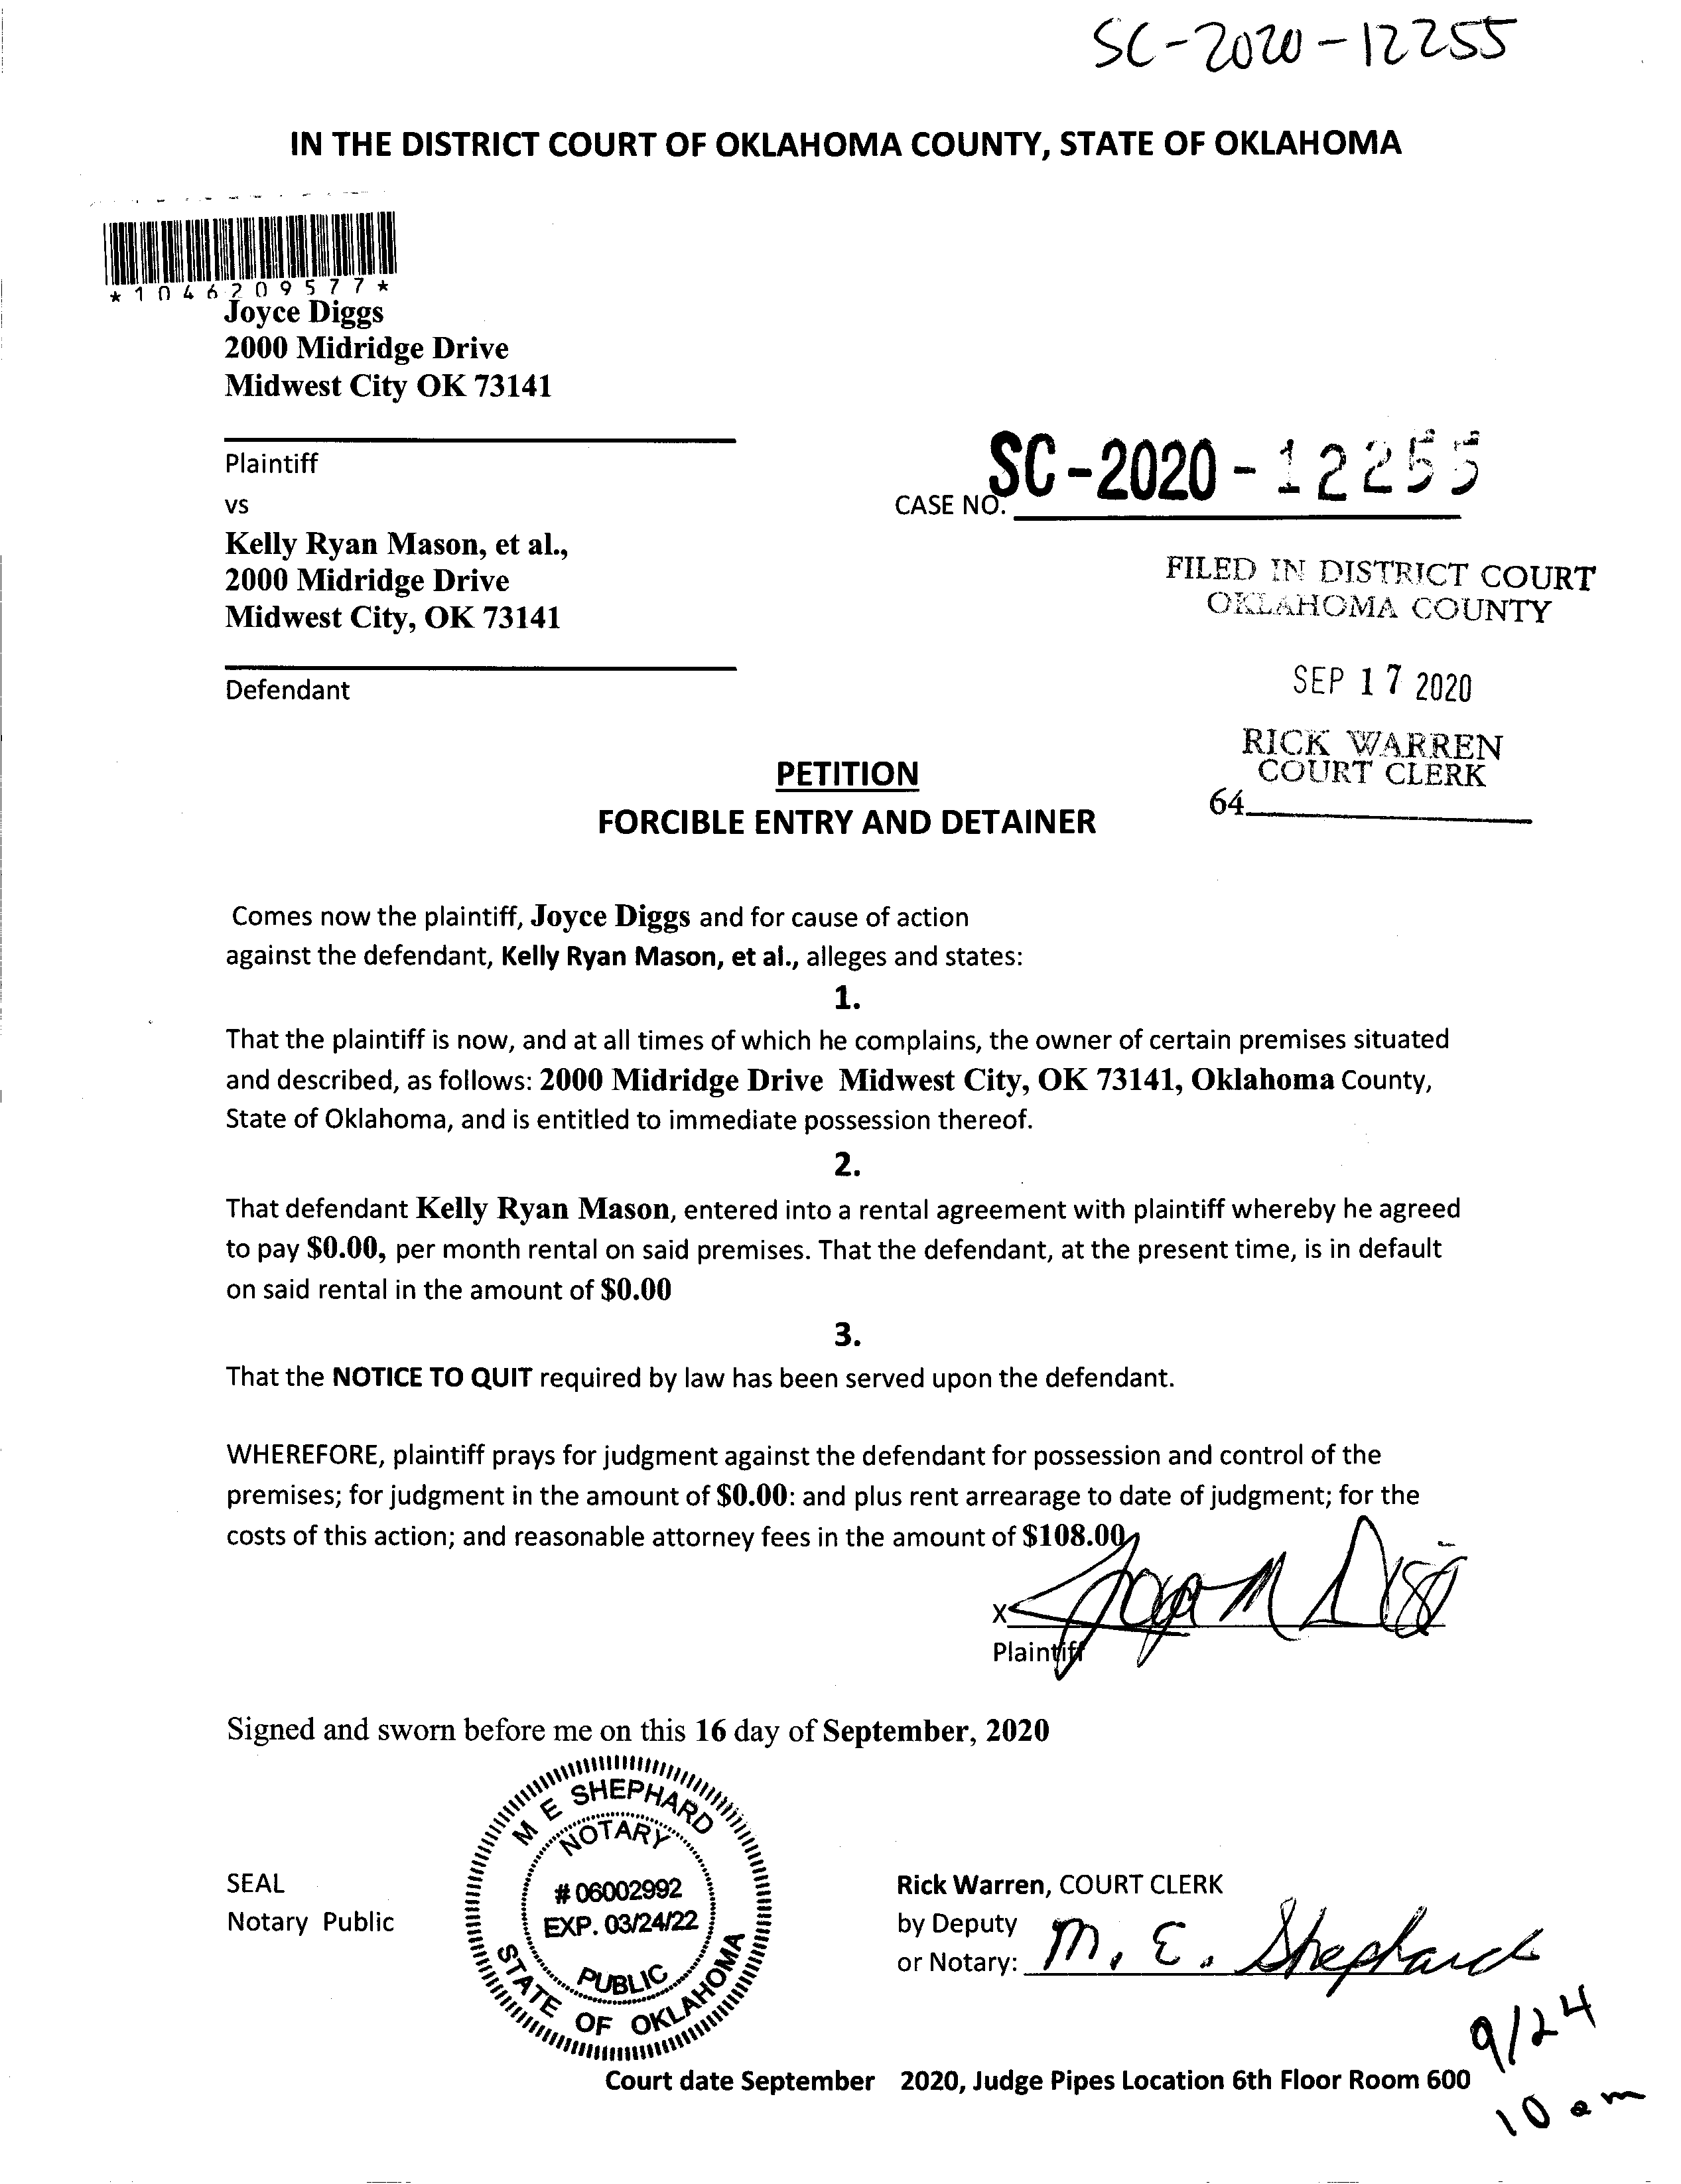 SC-2020-12255
IN THE DISTRICT COURT OF OKLAHOMA COUNTY, STATE OF OKLAHOMA
*1046209577*
Joyce Diggs
2000 Midridge Drive
Midwest City OK 73141
Plaintiff
vs
CASE NO. SC-2020-12255
Kelly Ryan Mason, et al.,
2000 Midridge Drive
Midwest City, OK 73141
Defendant
FILED IN DISTRICT COURT
OKLAHOMA COUNTY
SEP 17 2020
RICK WARREN
COURT CLERK
64
PETITION
FORCIBLE ENTRY AND DETAINER
Comes now the plaintiff, Joyce Diggs and for cause of action
against the defendant, Kelly Ryan Mason, et al., alleges and states:
1.
That the plaintiff is now, and at all times of which he complains, the owner of certain premises situated
and described, as follows: 2000 Midridge Drive Midwest City, OK 73141, Oklahoma County,
State of Oklahoma, and is entitled to immediate possession thereof.
2.
That defendant Kelly Ryan Mason, entered into a rental agreement with plaintiff whereby he agreed
to pay $0.00, per month rental on said premises. That the defendant, at the present time, is in default
on said rental in the amount of $0.00
3.
That the NOTICE TO QUIT required by law has been served upon the defendant.
WHEREFORE, plaintiff prays for judgment against the defendant for possession and control of the
premises; for judgment in the amount of $0.00: and plus rent arrearage to date of judgment; for the
costs of this action; and reasonable attorney fees in the amount of $108.00
X Joyce M Diggs
Plaintiff
Signed and sworn before me on this 16 day of September, 2020
SEAL
Notary Public
M E SHEPHARD
NOTARY
# 06002992
EXP. 03/24/22
PUBLIC
STATE OF OKLAHOMA
Rick Warren, COURT CLERK
by Deputy
or Notary: M. E. Shephard
Court date September 2020, Judge Pipes Location 6th Floor Room 600
9/24
10 am